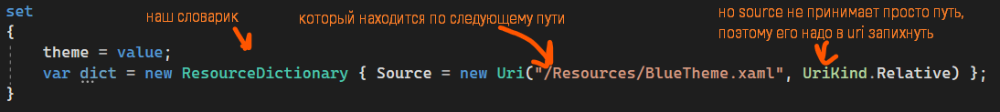 set
наш словарик
который находится по следующему пути
но source не принимает просто путь,
поэтому его надо в uri запихнуть
{
theme = value;
var dict = new ResourceDictionary { Source = new Uri("/Resources/BlueTheme.xaml", UriKind.Relative) };
}